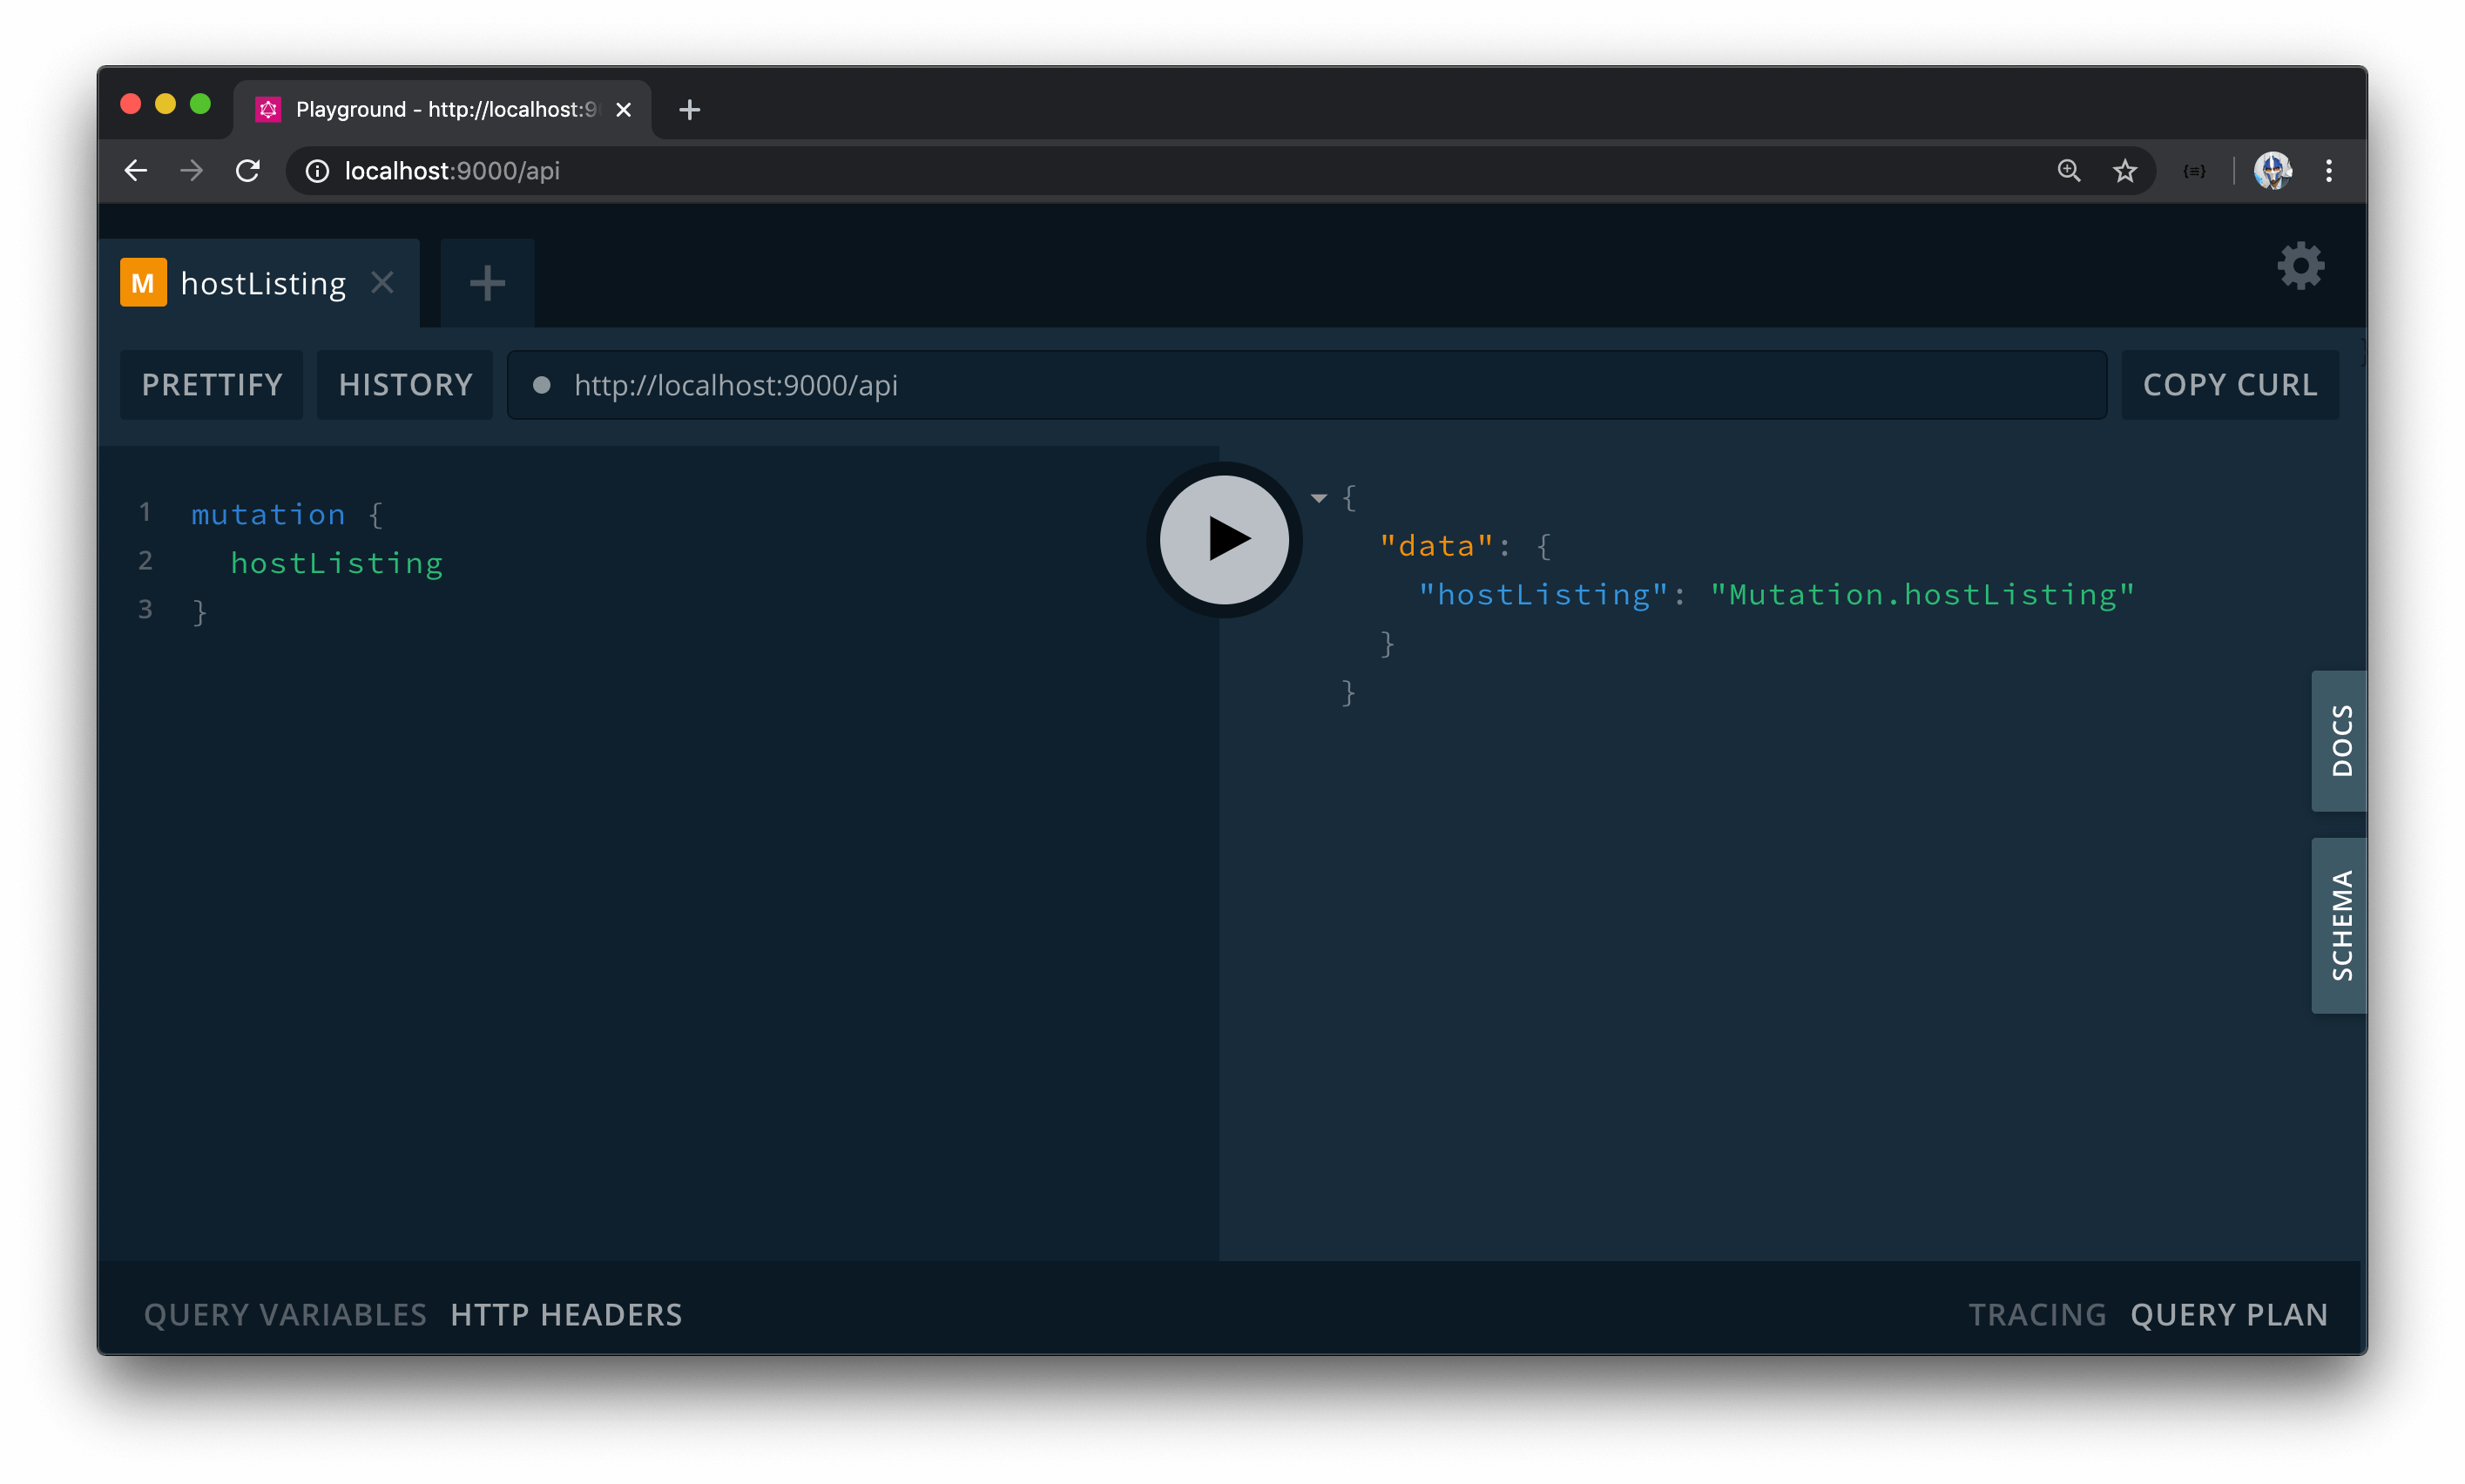 Playground - http://localhost:9
localhost:9000/api
M hostListing
PRETTIFY HISTORY http://localhost:9000/api COPY CURL
1 mutation {
2 hostListing
3 }
{
"data": {
"hostListing": "Mutation.hostListing"
}
}
DOCS
SCHEMA
QUERY VARIABLES HTTP HEADERS TRACING QUERY PLAN